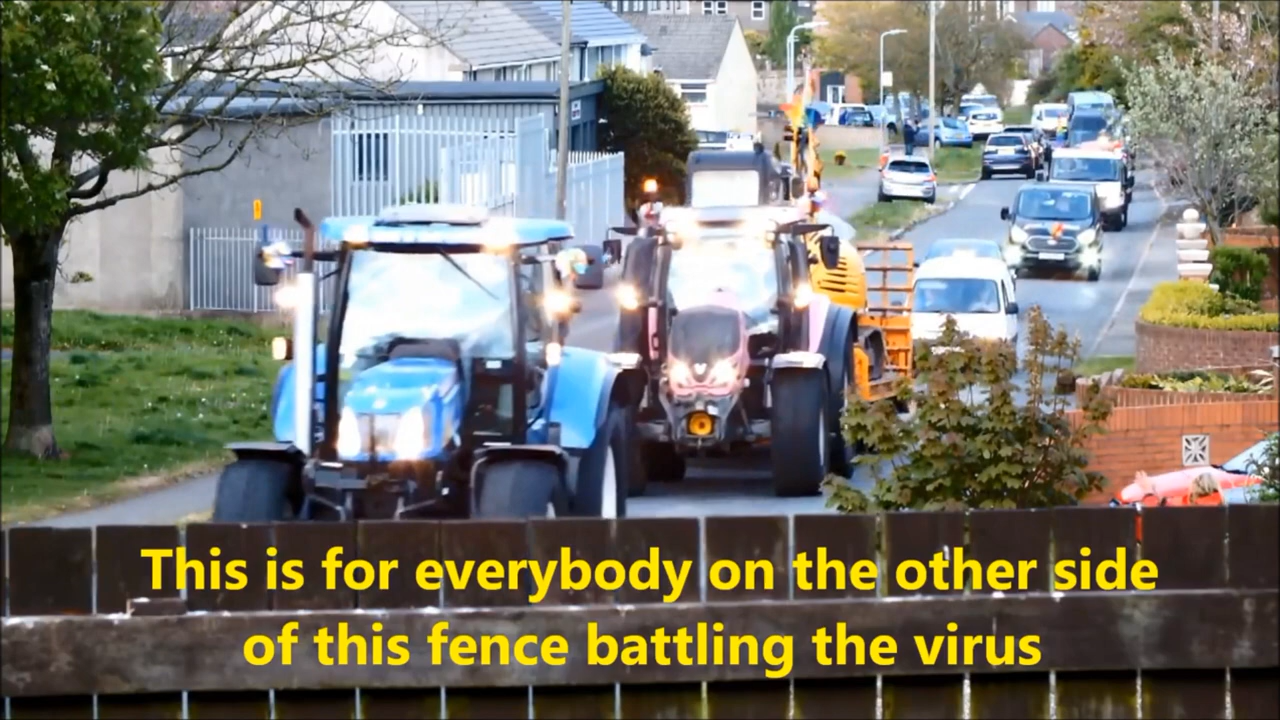 This is for everybody on the other side
of this fence battling the virus